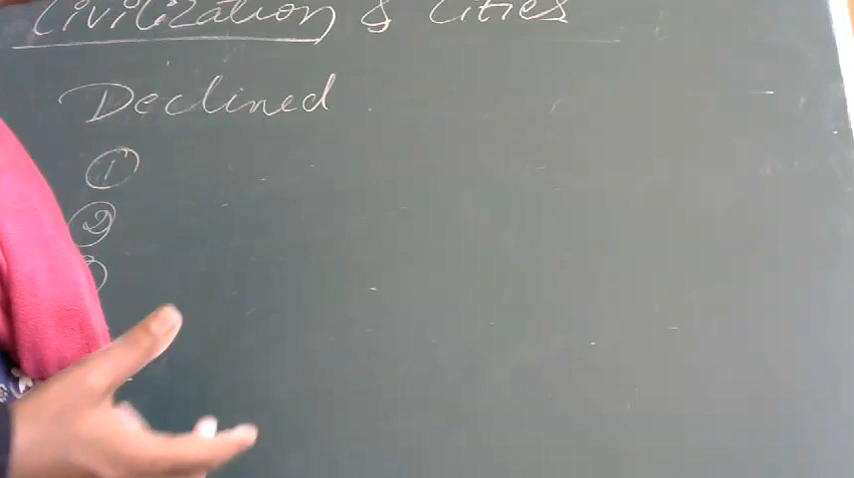 Civilization & Cities
Declined
①
②